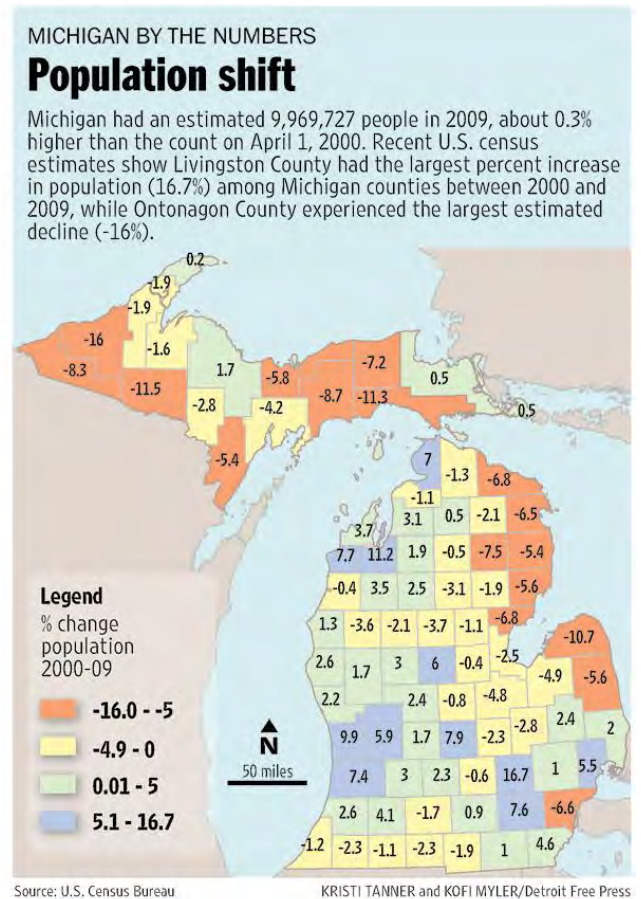 MICHIGAN BY THE NUMBERS
Population shift
Michigan had an estimated 9,969,727 people in 2009, about 0.3%
higher than the count on April 1, 2000. Recent U.S. census
estimates show Livingston County had the largest percent increase
in population (16.7%) among Michigan counties between 2000 and
2009, while Ontonagon County experienced the largest estimated
decline (-16%).
0.2
-1.9
-1.9
-16 -1.6 -7.2
-8.3 1.7 -5.8 0.5
-11.5 -8.7 -11.3
-2.8 -4.2 0.5
-5.4
7 -1.3 -6.8
-1.1
3.1 0.5 -2.1 -6.5
3.7
7.7 11.2 1.9 -0.5 -7.5 -5.4
-0.4 3.5 2.5 -3.1 -1.9 -5.6
1.3 -3.6 -2.1 -3.7 -1.1 -6.8
-10.7
2.6 1.7 3 6 -0.4 -2.5
-4.9 -5.6
2.2 2.4 -0.8 -4.8
9.9 5.9 1.7 7.9 -2.3 -2.8 2.4 2
7.4 3 2.3 -0.6 16.7 1 5.5
2.6 4.1 -1.7 0.9 7.6 -6.6
-1.2 -2.3 -1.1 -2.3 -1.9 1 4.6
Legend
% change
population
2000-09
-16.0 - -5
-4.9 - 0
0.01 - 5
5.1 - 16.7
N
50 miles
Source: U.S. Census Bureau
KRISTI TANNER and KOFI MYLER/Detroit Free Press